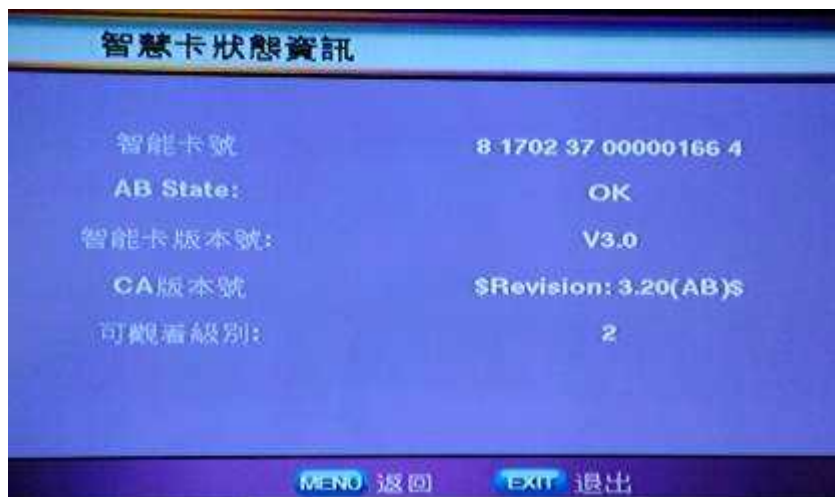 智慧卡狀態資訊
智能卡號 8 1702 37 00000166 4
AB State: OK
智能卡版本號: V3.0
CA版本號 $Revision: 3.20(AB)$
可觀看級別: 2
MENU 返回 EXIT 退出